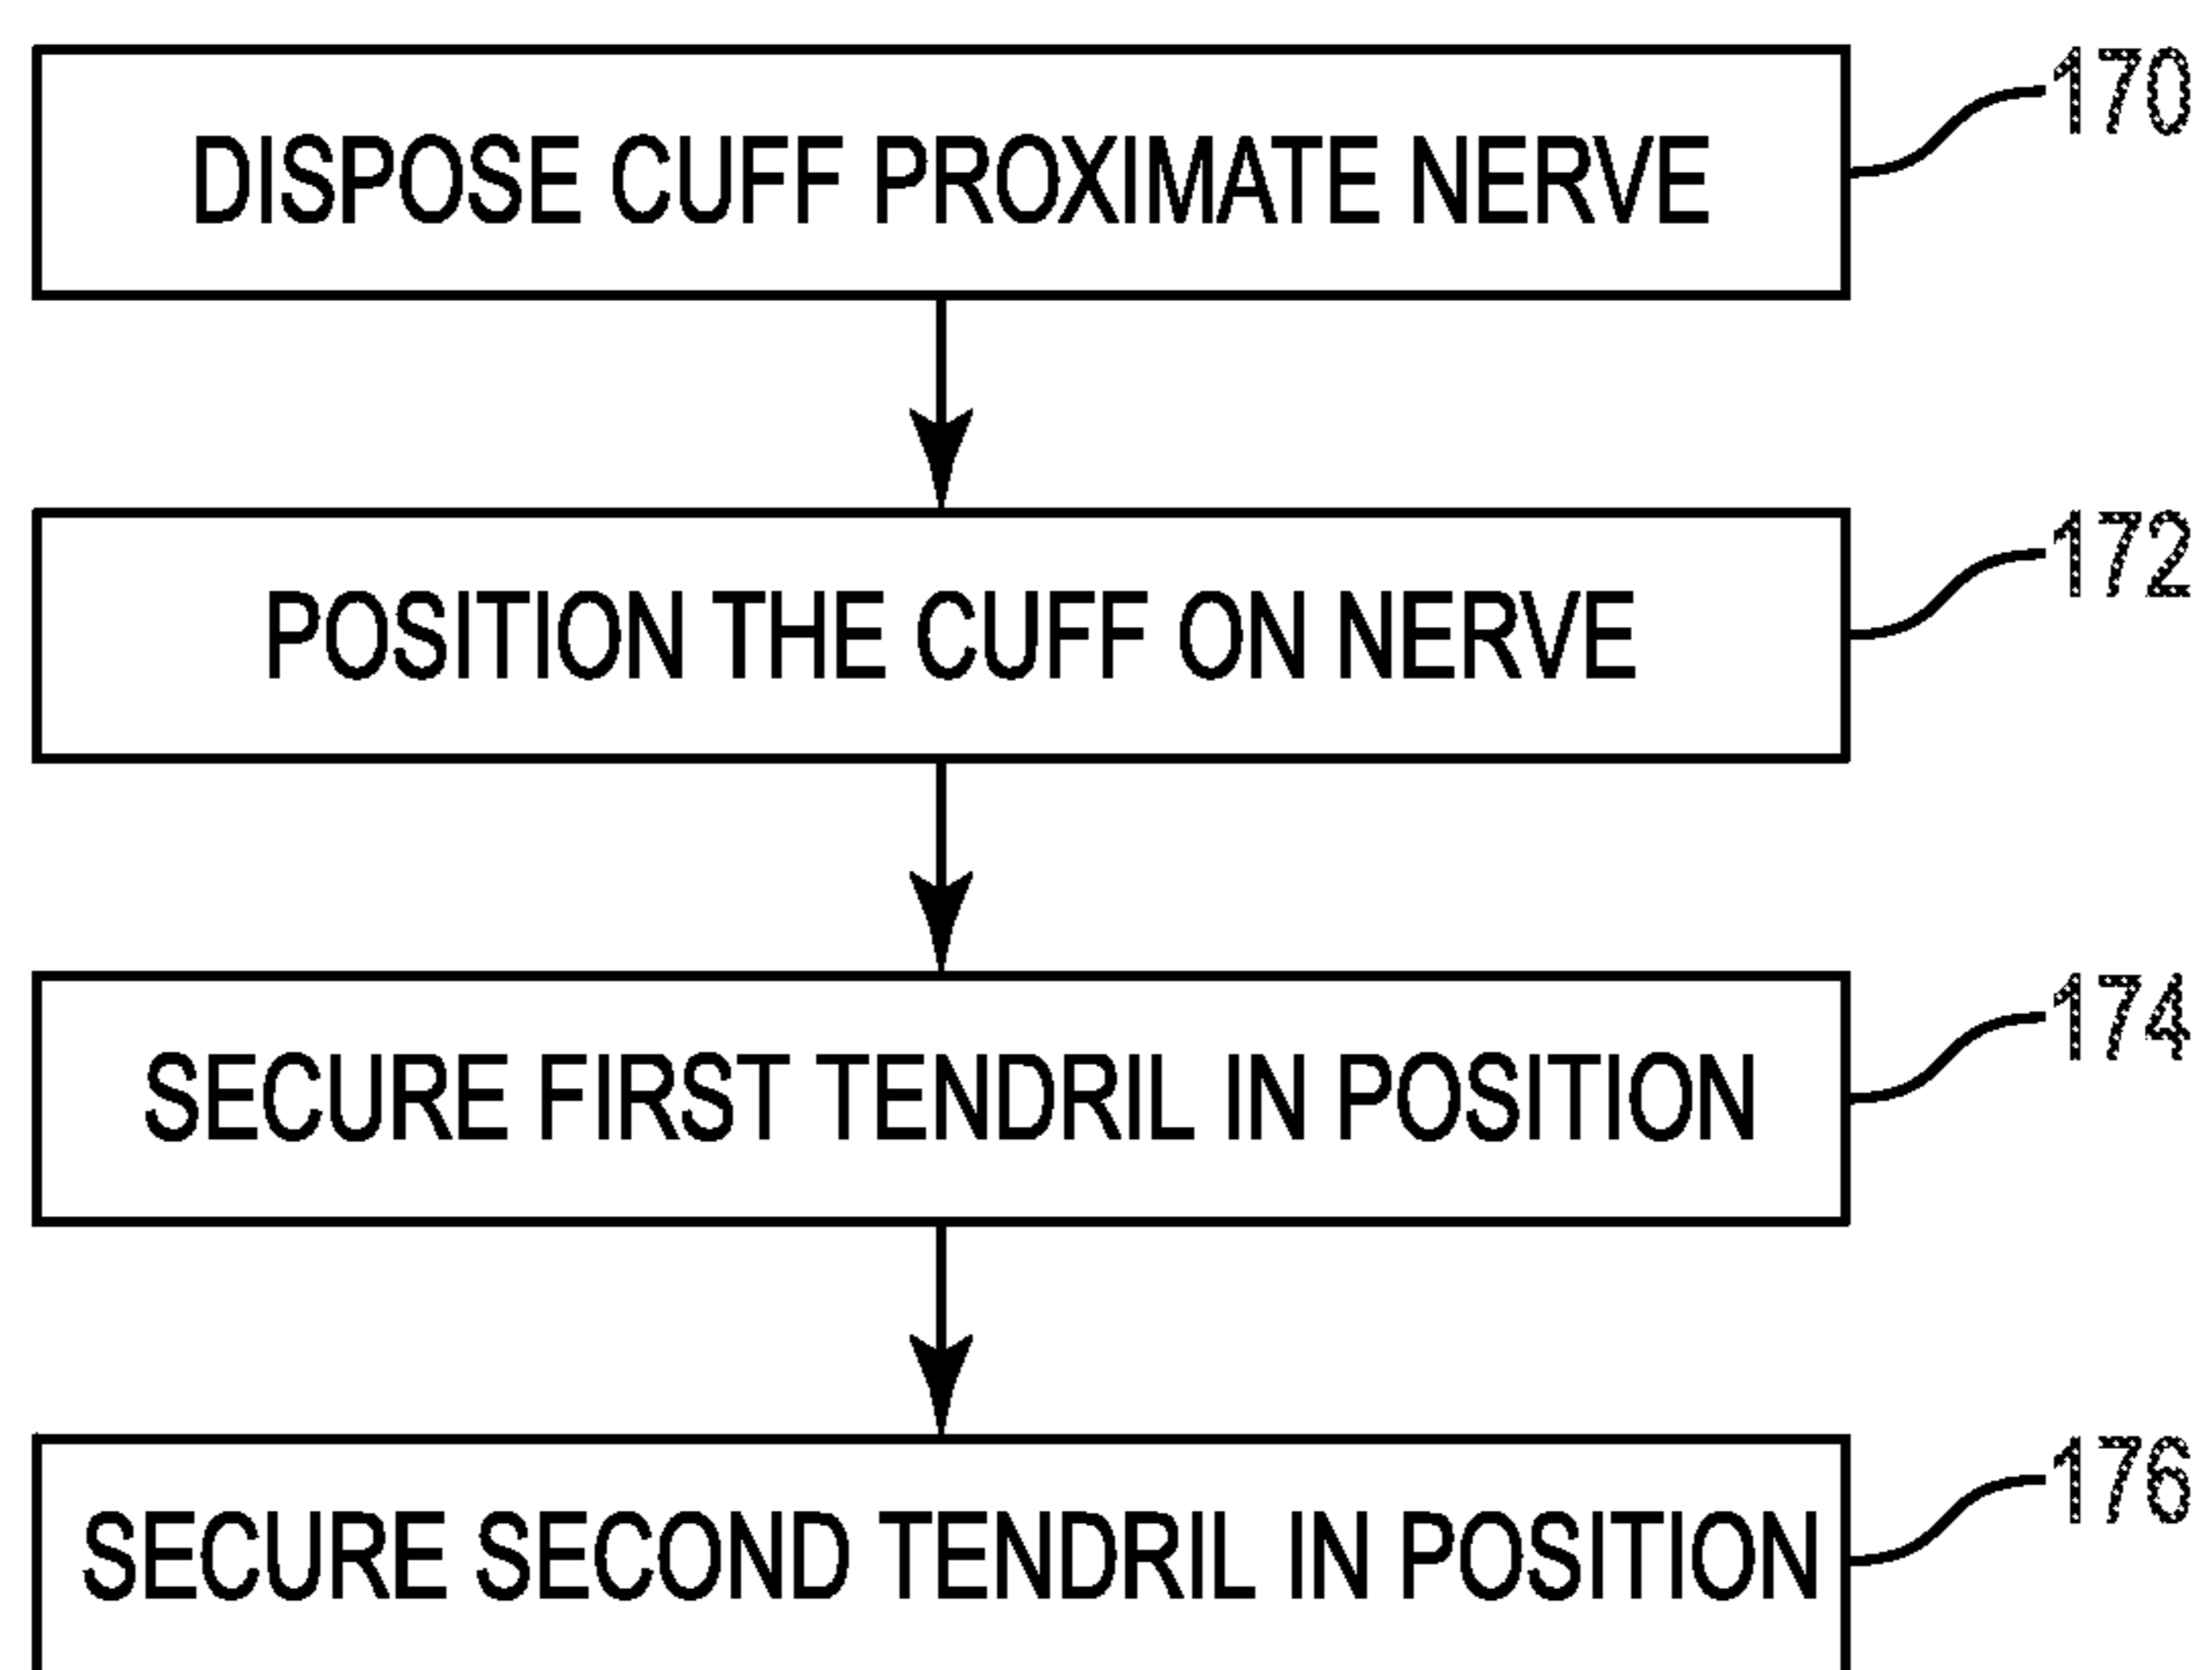 DISPOSE CUFF PROXIMATE NERVE
170
POSITION THE CUFF ON NERVE
172
SECURE FIRST TENDRIL IN POSITION
174
SECURE SECOND TENDRIL IN POSITION
176